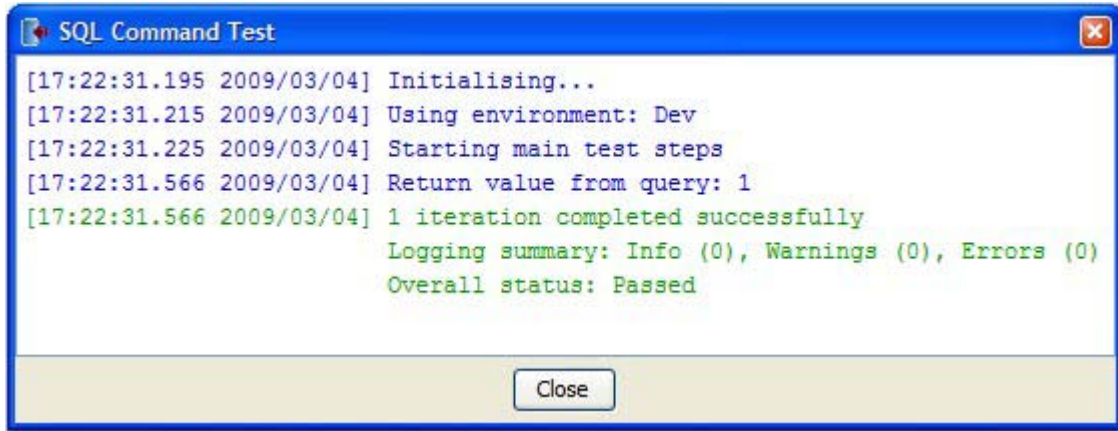 SQL Command Test
[17:22:31.195 2009/03/04] Initialising...
[17:22:31.215 2009/03/04] Using environment: Dev
[17:22:31.225 2009/03/04] Starting main test steps
[17:22:31.566 2009/03/04] Return value from query: 1
[17:22:31.566 2009/03/04] 1 iteration completed successfully
Logging summary: Info (0), Warnings (0), Errors (0)
Overall status: Passed
Close